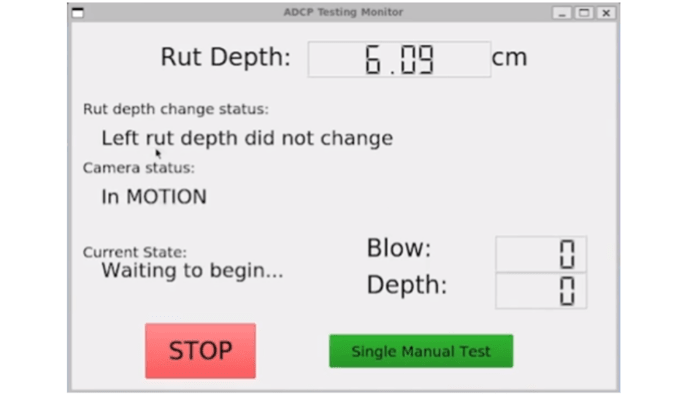 ADCP Testing Monitor
Rut Depth: 6.09 cm
Rut depth change status:
Left rut depth did not change
Camera status:
In MOTION
Current State:
Waiting to begin...
Blow: 0
Depth: 0
STOP
Single Manual Test